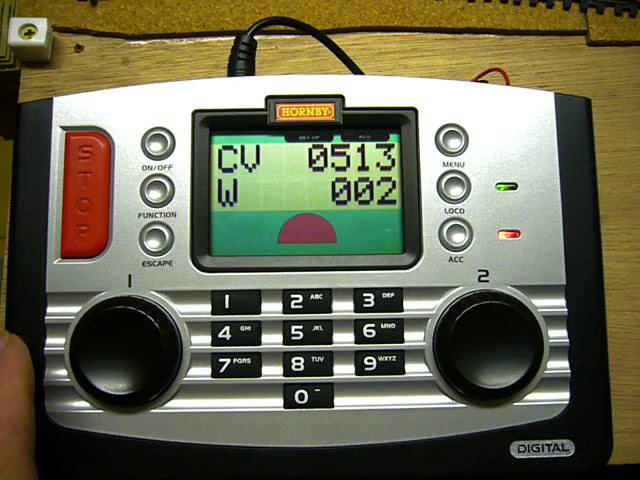 HORNBY
CV 0513
W 002
STOP
ON/OFF
FUNCTION
ESCAPE
MENU
LOCO
ACC
1
2
1
2 ABC
3 DEF
4 GHI
5 JKL
6 MNO
7 PQRS
8 TUV
9 WXYZ
0 -
DIGITAL